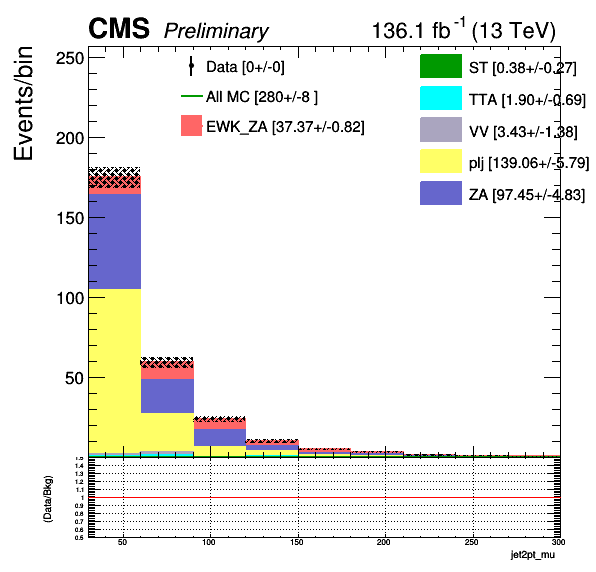 CMS Preliminary 136.1 fb-1 (13 TeV)
Events/bin
250
200
150
100
50
Data [0+/-0]
All MC [280+/-8 ]
EWK_ZA [37.37+/-0.82]
ST [0.38+/-0.27]
TTA [1.90+/-0.69]
VV [3.43+/-1.38]
plj [139.06+/-5.79]
ZA [97.45+/-4.83]
(Data/Bkg)
1.5
1.4
1.3
1.2
1.1
1
0.9
0.8
0.7
0.6
0.5
50 100 150 200 250 300
jet2pt_mu